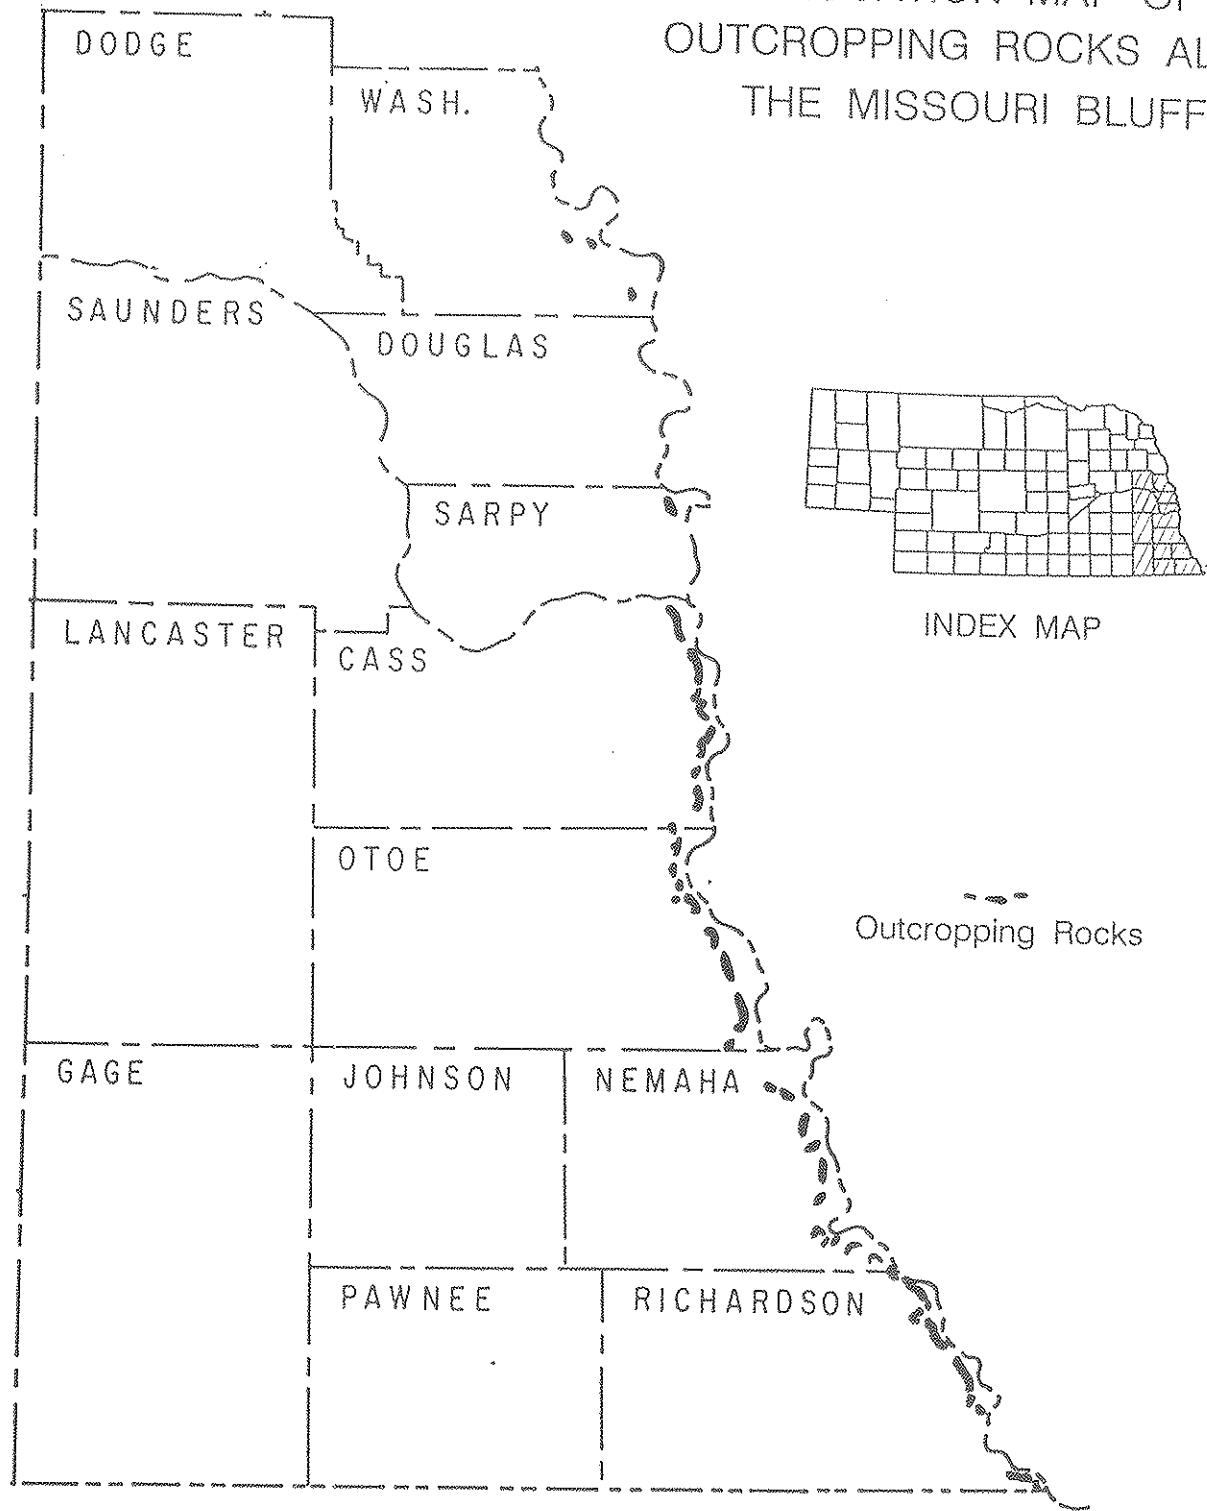 OUTCROPPING ROCKS
THE MISSOURI BLUFF
DODGE
WASH.
SAUNDERS
DOUGLAS
SARPY
LANCASTER
CASS
INDEX MAP
OTOE
Outcropping Rocks
GAGE
JOHNSON
NEMAHA
PAWNEE
RICHARDSON